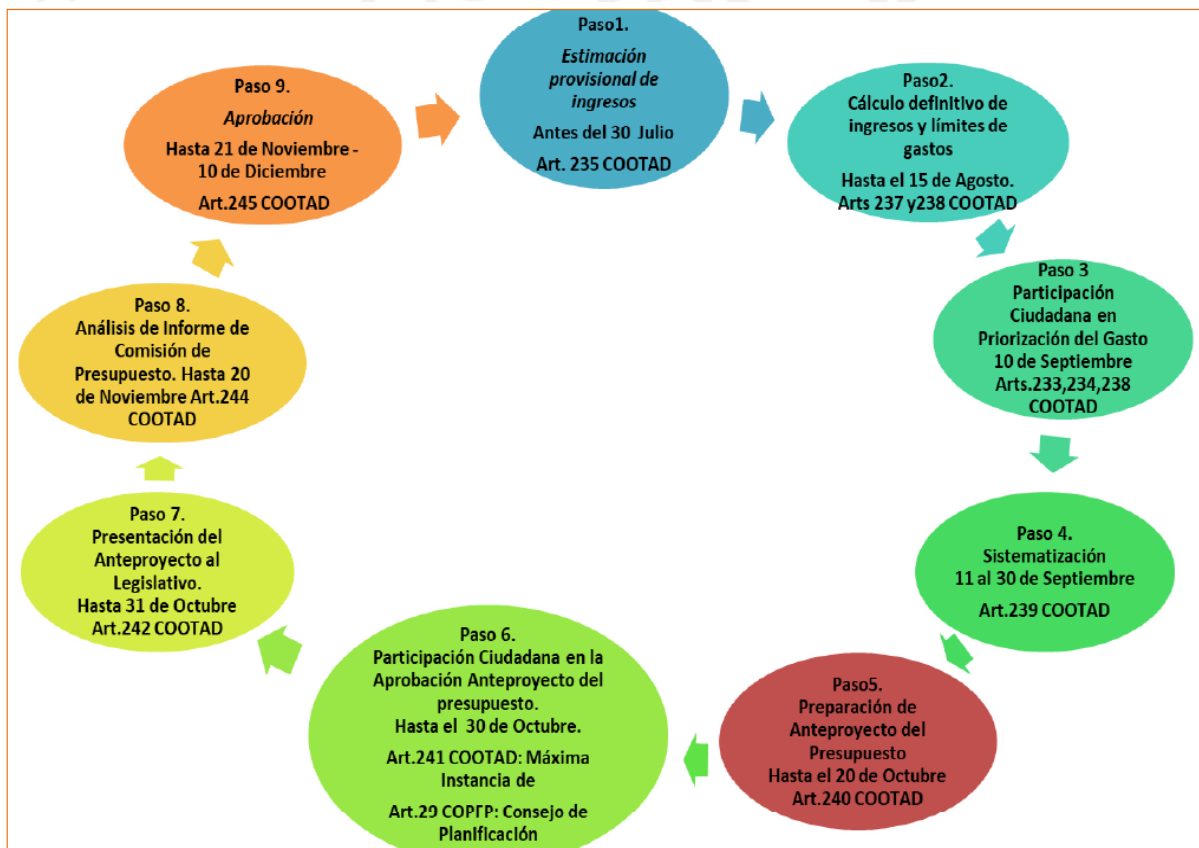 Paso1.
Estimación
provisional de
ingresos
Antes del 30 Julio
Art. 235 COOTAD
Paso2.
Cálculo definitivo de
ingresos y límites de
gastos
Hasta el 15 de Agosto.
Arts 237 y238 COOTAD
Paso 3
Participación
Ciudadana en
Priorización del Gasto
10 de Septiembre
Arts.233,234,238
COOTAD
Paso 4.
Sistematización
11 al 30 de Septiembre
Art.239 COOTAD
Paso5.
Preparación de
Anteproyecto del
Presupuesto
Hasta el 20 de Octubre
Art.240 COOTAD
Paso 6.
Participación Ciudadana en la
Aprobación Anteproyecto del
presupuesto.
Hasta el 30 de Octubre.
Art.241 COOTAD: Máxima
Instancia de
Art.29 COPFP: Consejo de
Planificación
Paso 7.
Presentación del
Anteproyecto al
Legislativo.
Hasta 31 de Octubre
Art.242 COOTAD
Paso 8.
Análisis de Informe de
Comisión de
Presupuesto. Hasta 20
de Noviembre Art.244
COOTAD
Paso 9.
Aprobación
Hasta 21 de Noviembre -
10 de Diciembre
Art.245 COOTAD